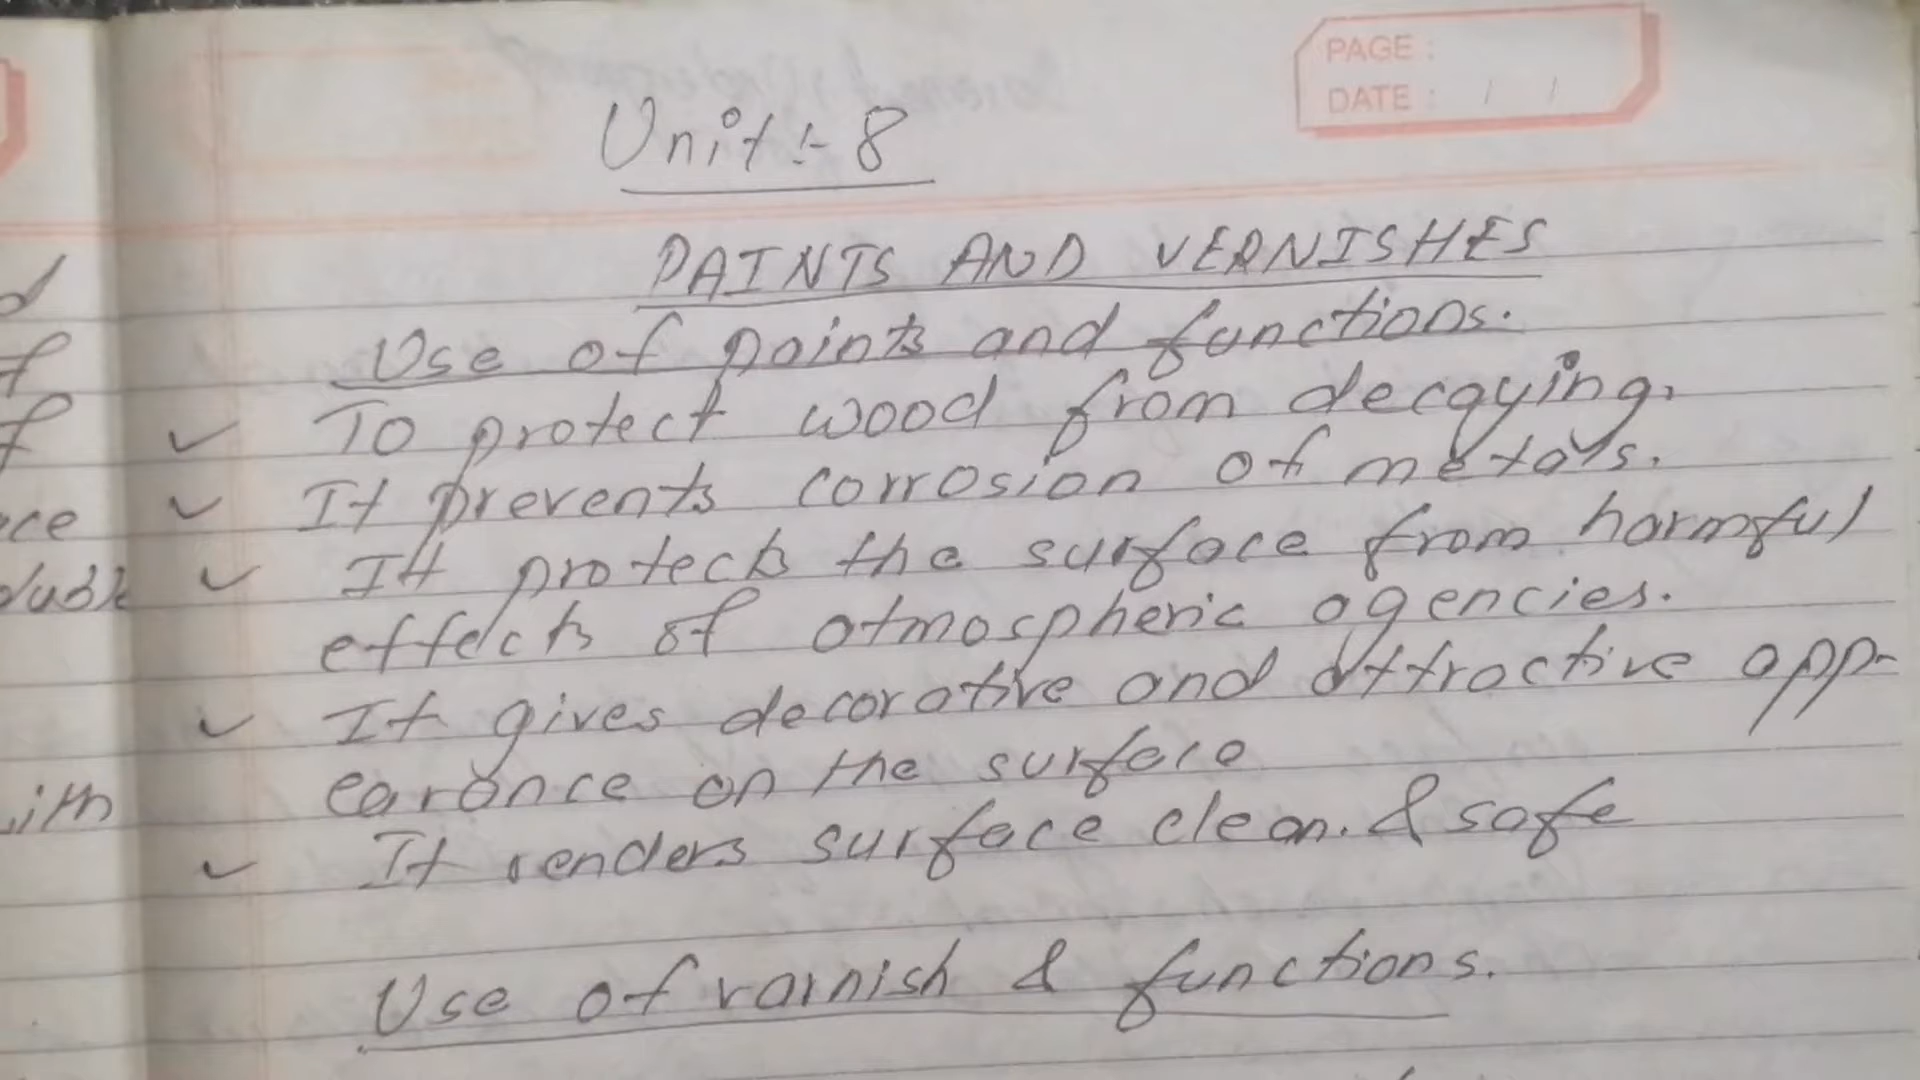 PAGE :
DATE : / /
Unit :- 8
PAINTS AND VERNISHES
Use of paints and functions.
✓ To protect wood from decaying.
✓ It prevents corrosion of metals.
✓ It protects the surface from harmful
effects of atmospheric agencies.
✓ It gives decorative and attractive app-
earance on the surface
✓ It renders surface clean. & safe
Use of varnish & functions.